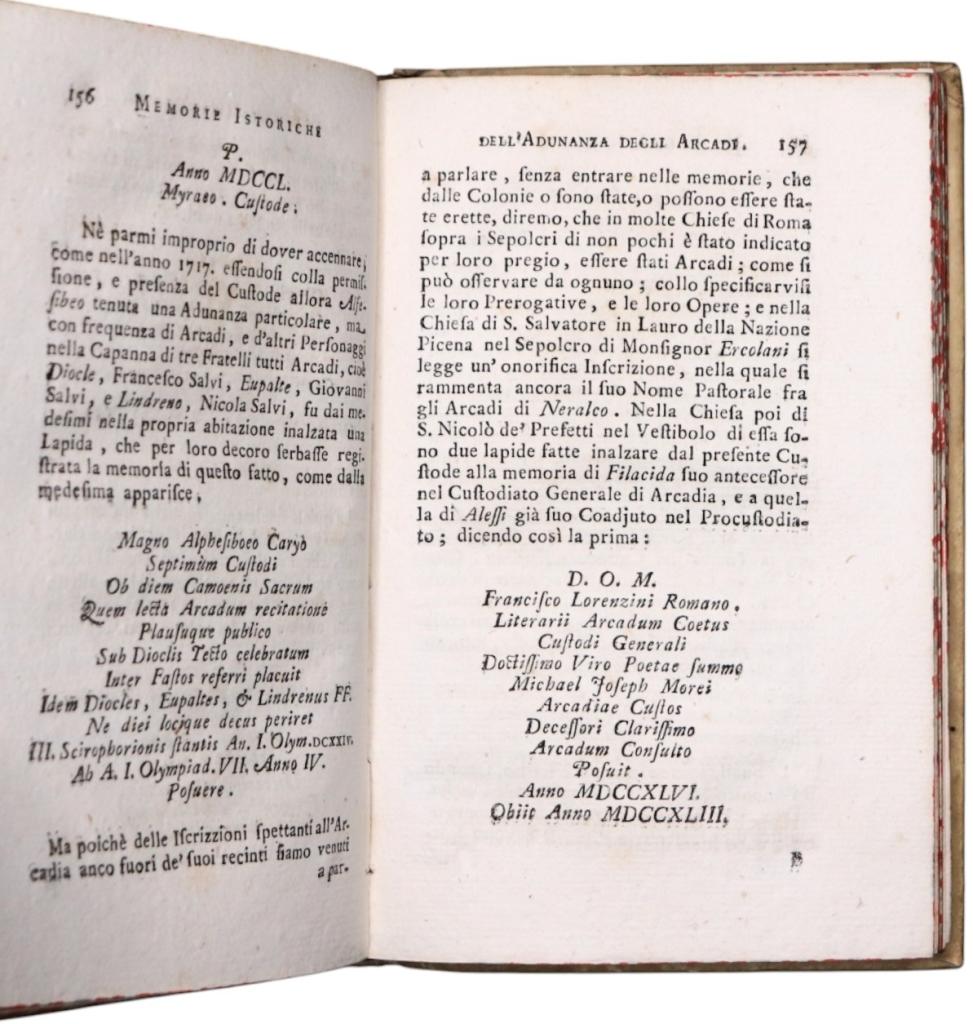 156 MEMORIE ISTORICHE
P.
Anno MDCCL.
Myraeo . Cuſtode .
Nè parmi improprio di dover accennare,
come nell'anno 1717. eſſendoſi colla permiſ-
ſione , e preſenza del Cuſtode allora Alfe-
ſibeo tenuta una Adunanza particolare , ma
con frequenza di Arcadi, e d'altri Perſonaggi
nella Capanna di tre Fratelli tutti Arcadi, cioè
Diocle , Franceſco Salvi , Eupalte , Giovanni
Salvi, e Lindreno, Nicola Salvi, fu dai me-
deſimi nella propria abitazione inalzata una
Lapida , che per loro decoro ſerbaſſe regi-
ſtrata la memoria di queſto fatto, come dalla
medeſima appariſce.
Magno Alpheſiboeo Caryò
Septimùm Cuſtodi
Ob diem Camoenis Sacrum
Quem lectà Arcadum recitatione
Plauſuque publico
Sub Dioclis Tecto celebratum
Inter Faſtos referri placuit
Idem Diocles, Eupaltes, & Lindrenus FF.
Ne diei locique decus periret
III. Scirophorionis ſtantis An. I. Olym. DCXXIV.
Ab A. I. Olympiad. VII. Anno IV.
Poſuere .
Ma poichè delle Iſcrizzioni ſpettanti all'Ar-
cadia anco fuori de' ſuoi recinti ſiamo venuti
a par-
DELL'ADUNANZA DEGLI ARCADI. 157
a parlare , ſenza entrare nelle memorie , che
dalle Colonie o ſono ſtate, o poſſono eſſere ſta-
te erette, diremo, che in molte Chieſe di Roma
ſopra i Sepolcri di non pochi è ſtato indicato
per loro pregio , eſſere ſtati Arcadi ; come ſi
può oſſervare da ognuno ; collo ſpecificarviſi
le loro Prerogative , e le loro Opere ; e nella
Chieſa di S. Salvatore in Lauro della Nazione
Picena nel Sepolcro di Monſignor Ercolani ſi
legge un' onorifica Inſcrizione , nella quale ſi
rammenta ancora il ſuo Nome Paſtorale fra
gli Arcadi di Neralco . Nella Chieſa poi di
S. Nicolò de' Prefetti nel Veſtibolo di eſſa ſo-
no due lapide fatte inalzare dal preſente Cu-
ſtode alla memoria di Filacida ſuo anteceſſore
nel Cuſtodiato Generale di Arcadia , e a quel-
la di Aleſſi già ſuo Coadjuto nel Procuſtodia-
to ; dicendo così la prima :
D. O. M.
Franciſco Lorenzini Romano .
Literarii Arcadum Coetus
Cuſtodi Generali
Doctiſſimo Viro Poetae ſummo
Michael Joſeph Morei
Arcadiae Cuſtos
Deceſſori Clariſſimo
Arcadum Conſulto
Poſuit .
Anno MDCCXLVI.
Obiit Anno MDCCXLIII.